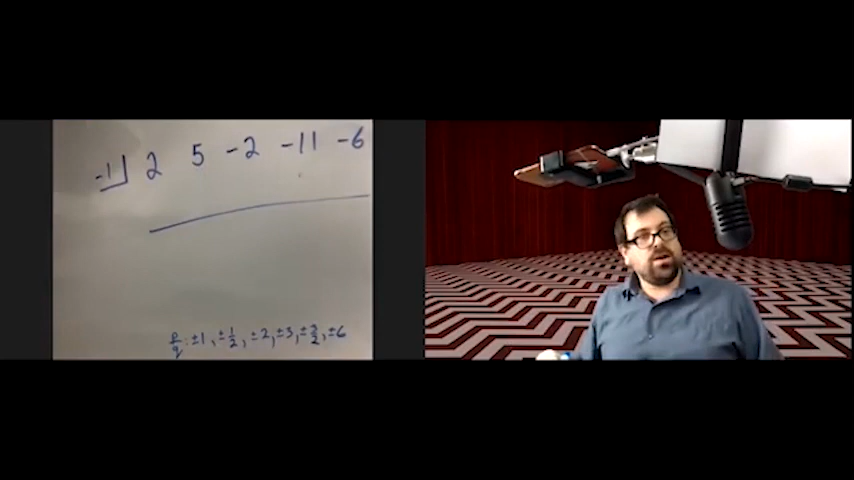 -1 2 5 -2 -11 -6
p/q : ±1, ±1/2, ±2, ±3, ±3/2, ±6